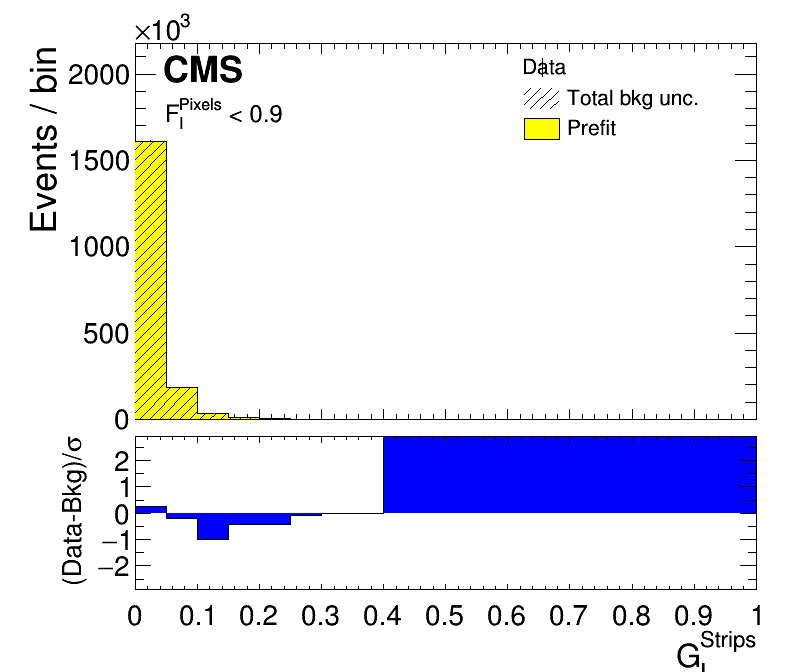 ×10³
Events / bin
2000
1500
1000
500
0
CMS
F_I^Pixels < 0.9
Data
Total bkg unc.
Prefit
(Data-Bkg)/σ
2
1
0
−1
−2
0 0.1 0.2 0.3 0.4 0.5 0.6 0.7 0.8 0.9 1
G_I^Strips